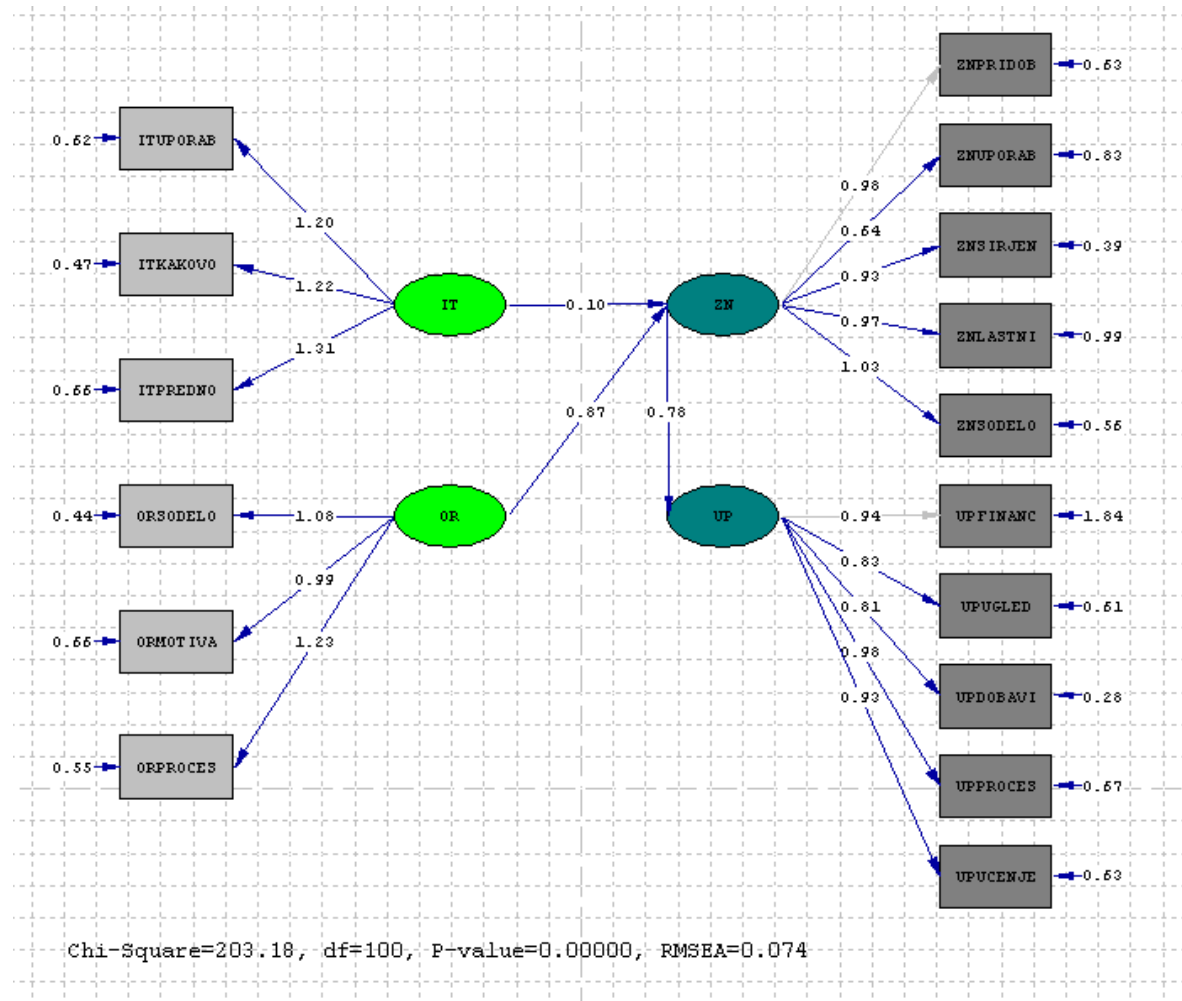 ZNPRIDOB 0.63
0.62 ITUPORAB
ZNUPORAB 0.83
0.98
1.20
0.64
ZNSIRJEN 0.39
0.47 ITKAKOVO
0.93
1.22
IT 0.10 ZN
0.97
ZNLASTNI 0.99
1.31
1.03
0.66 ITPREDNO
0.87 0.78
ZNSODELO 0.56
0.44 ORSODELO 1.08 OR UP 0.94 UPFINANC 1.84
0.83
0.99
0.81
UPUGLED 0.61
0.66 ORMOTIVA 1.23
0.98
0.93
UPDOBAVI 0.28
0.55 ORPROCES
UPPROCES 0.67
UPUCENJE 0.63
Chi-Square=203.18, df=100, P-value=0.00000, RMSEA=0.074